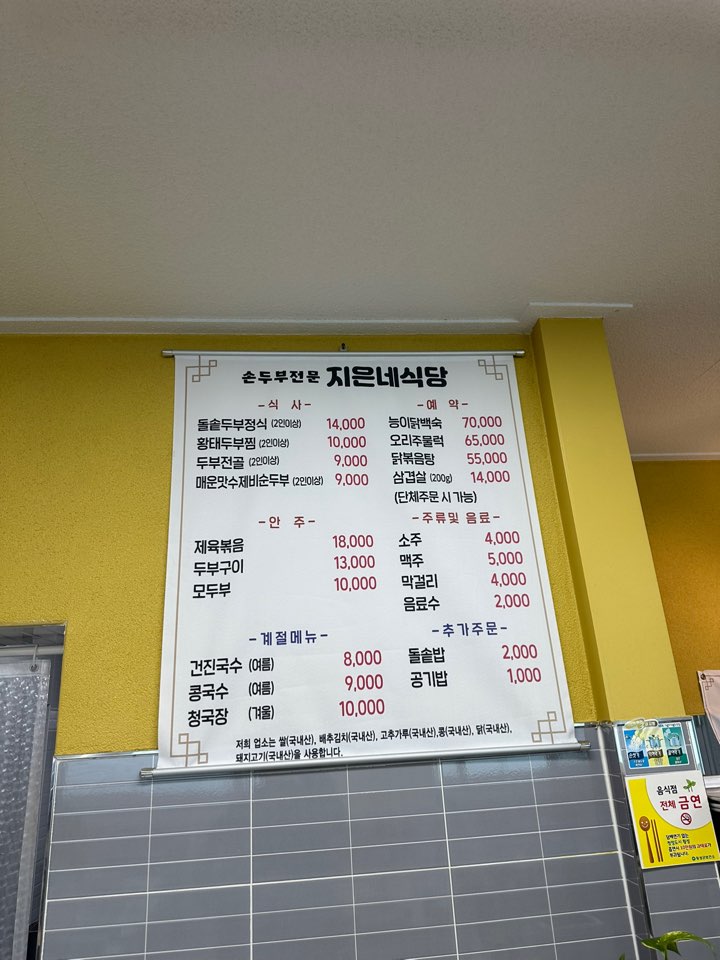 손두부전문 지은네식당
-식 사-
돌솥두부정식 (2인이상) 14,000
황태두부찜 (2인이상) 10,000
두부전골 (2인이상) 9,000
매운맛수제비순두부 (2인이상) 9,000
-예 약-
능이닭백숙 70,000
오리주물럭 65,000
닭볶음탕 55,000
삼겹살 (200g) 14,000
(단체주문 시 가능)
-안 주-
제육볶음 18,000
두부구이 13,000
모두부 10,000
-주류및 음료-
소주 4,000
맥주 5,000
막걸리 4,000
음료수 2,000
-계절메뉴-
건진국수 (여름) 8,000
콩국수 (여름) 9,000
청국장 (겨울) 10,000
-추가주문-
돌솥밥 2,000
공기밥 1,000
저희 업소는 쌀(국내산), 배추김치(국내산), 고추가루(국내산),콩(국내산), 닭(국내산),
돼지고기(국내산)을 사용합니다.
음식점
전체 금연